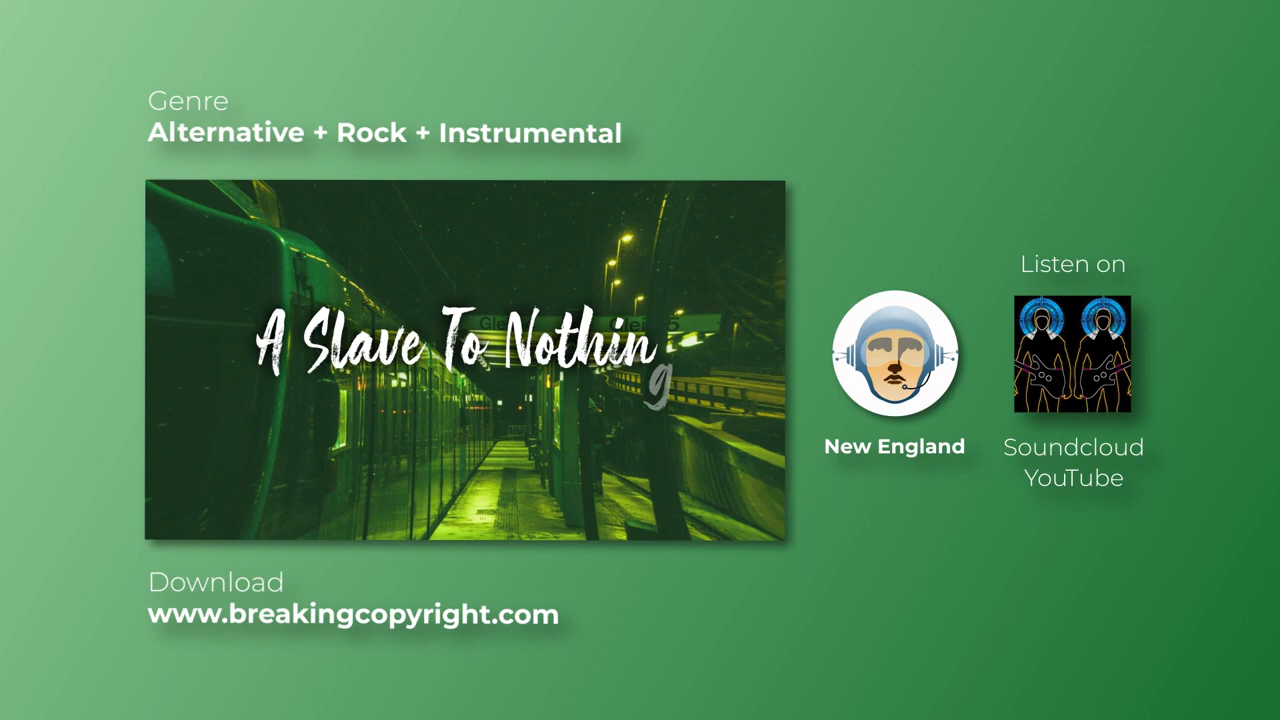 Genre
Alternative + Rock + Instrumental
A Slave To Nothing
Listen on
New England
Soundcloud
YouTube
Download
www.breakingcopyright.com